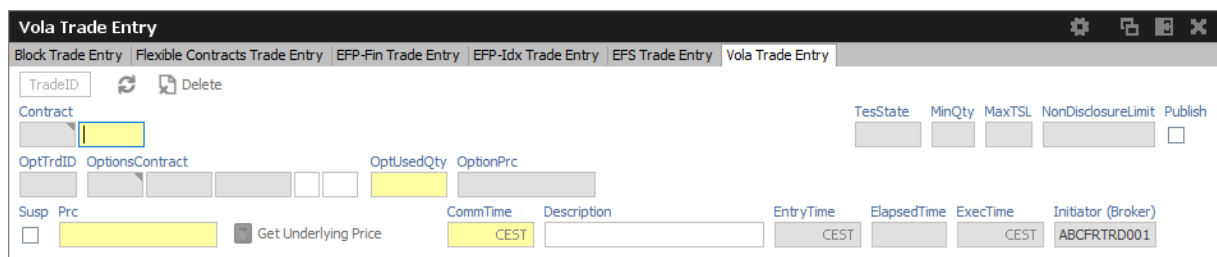 Vola Trade Entry
Block Trade Entry Flexible Contracts Trade Entry EFP-Fin Trade Entry EFP-Idx Trade Entry EFS Trade Entry Vola Trade Entry
TradeID Delete
Contract TesState MinQty MaxTSL NonDisclosureLimit Publish
OptTrdID OptionsContract OptUsedQty OptionPrc
Susp Prc CommTime Description EntryTime ElapsedTime ExecTime Initiator (Broker)
Get Underlying Price CEST CEST CEST ABCFRTRD001